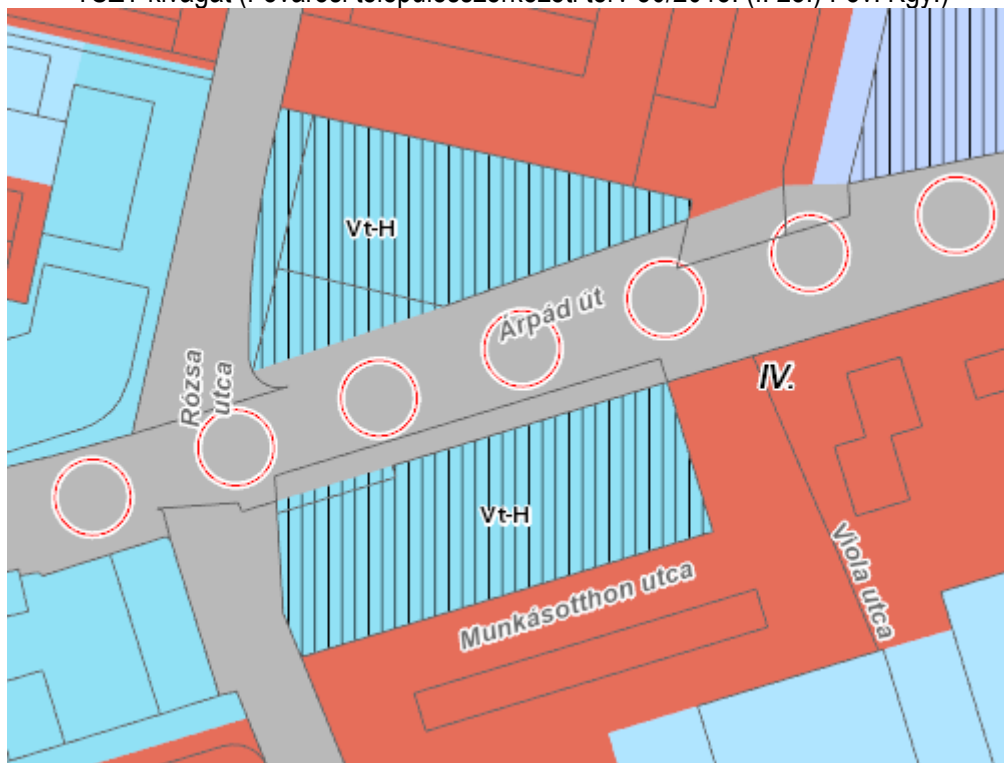 Vt-H
Árpád út
Rózsa
utca
IV.
Vt-H
Viola utca
Munkásotthon utca